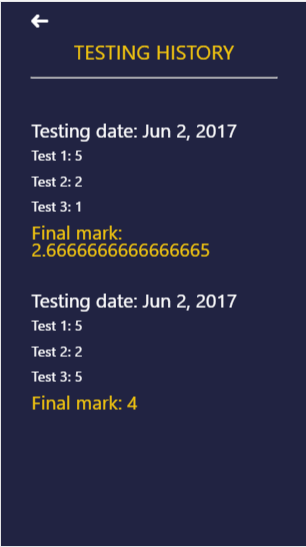 TESTING HISTORY
Testing date: Jun 2, 2017
Test 1: 5
Test 2: 2
Test 3: 1
Final mark:
2.6666666666666665
Testing date: Jun 2, 2017
Test 1: 5
Test 2: 2
Test 3: 5
Final mark: 4